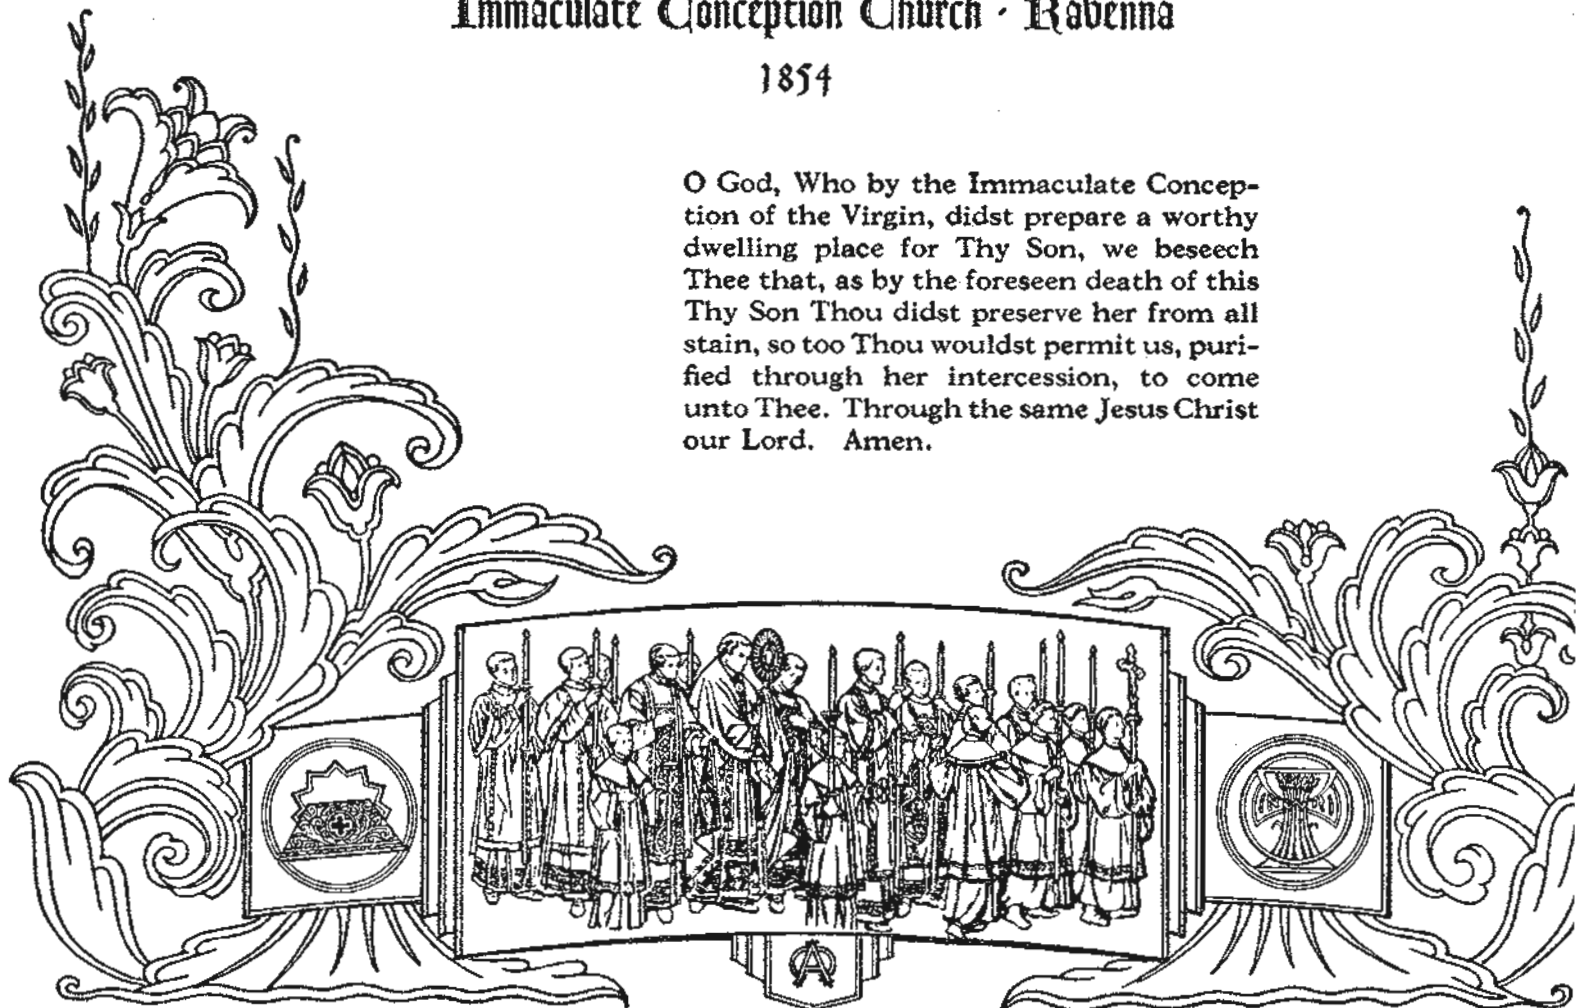 Immaculate Conception Church · Ravenna
1854
O God, Who by the Immaculate Concep-
tion of the Virgin, didst prepare a worthy
dwelling place for Thy Son, we beseech
Thee that, as by the foreseen death of this
Thy Son Thou didst preserve her from all
stain, so too Thou wouldst permit us, puri-
fied through her intercession, to come
unto Thee. Through the same Jesus Christ
our Lord. Amen.